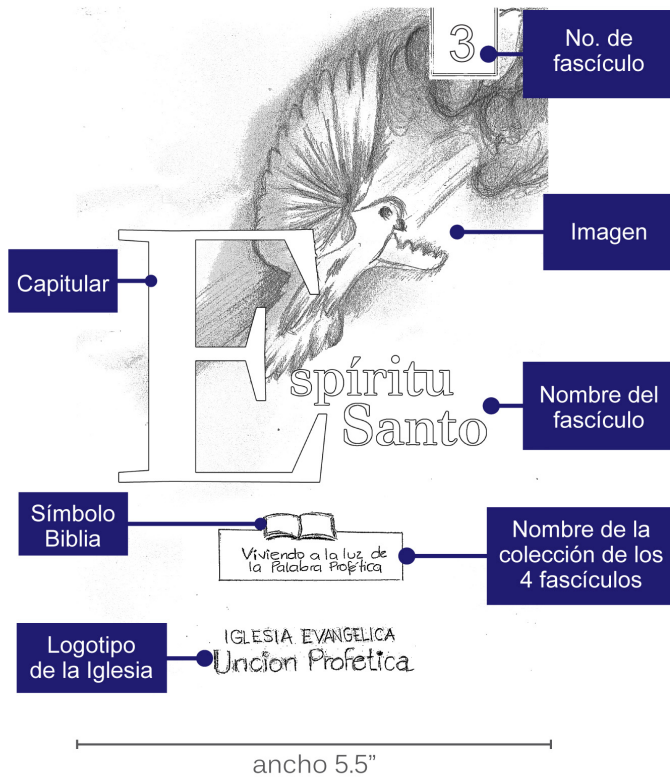 3
No. de
fascículo
Imagen
Capitular
Espíritu
Santo
Nombre del
fascículo
Símbolo
Biblia
Viviendo a la luz de
la Palabra Profética
Nombre de la
colección de los
4 fascículos
Logotipo
de la Iglesia
IGLESIA EVANGELICA
Uncion Profetica
ancho 5.5”